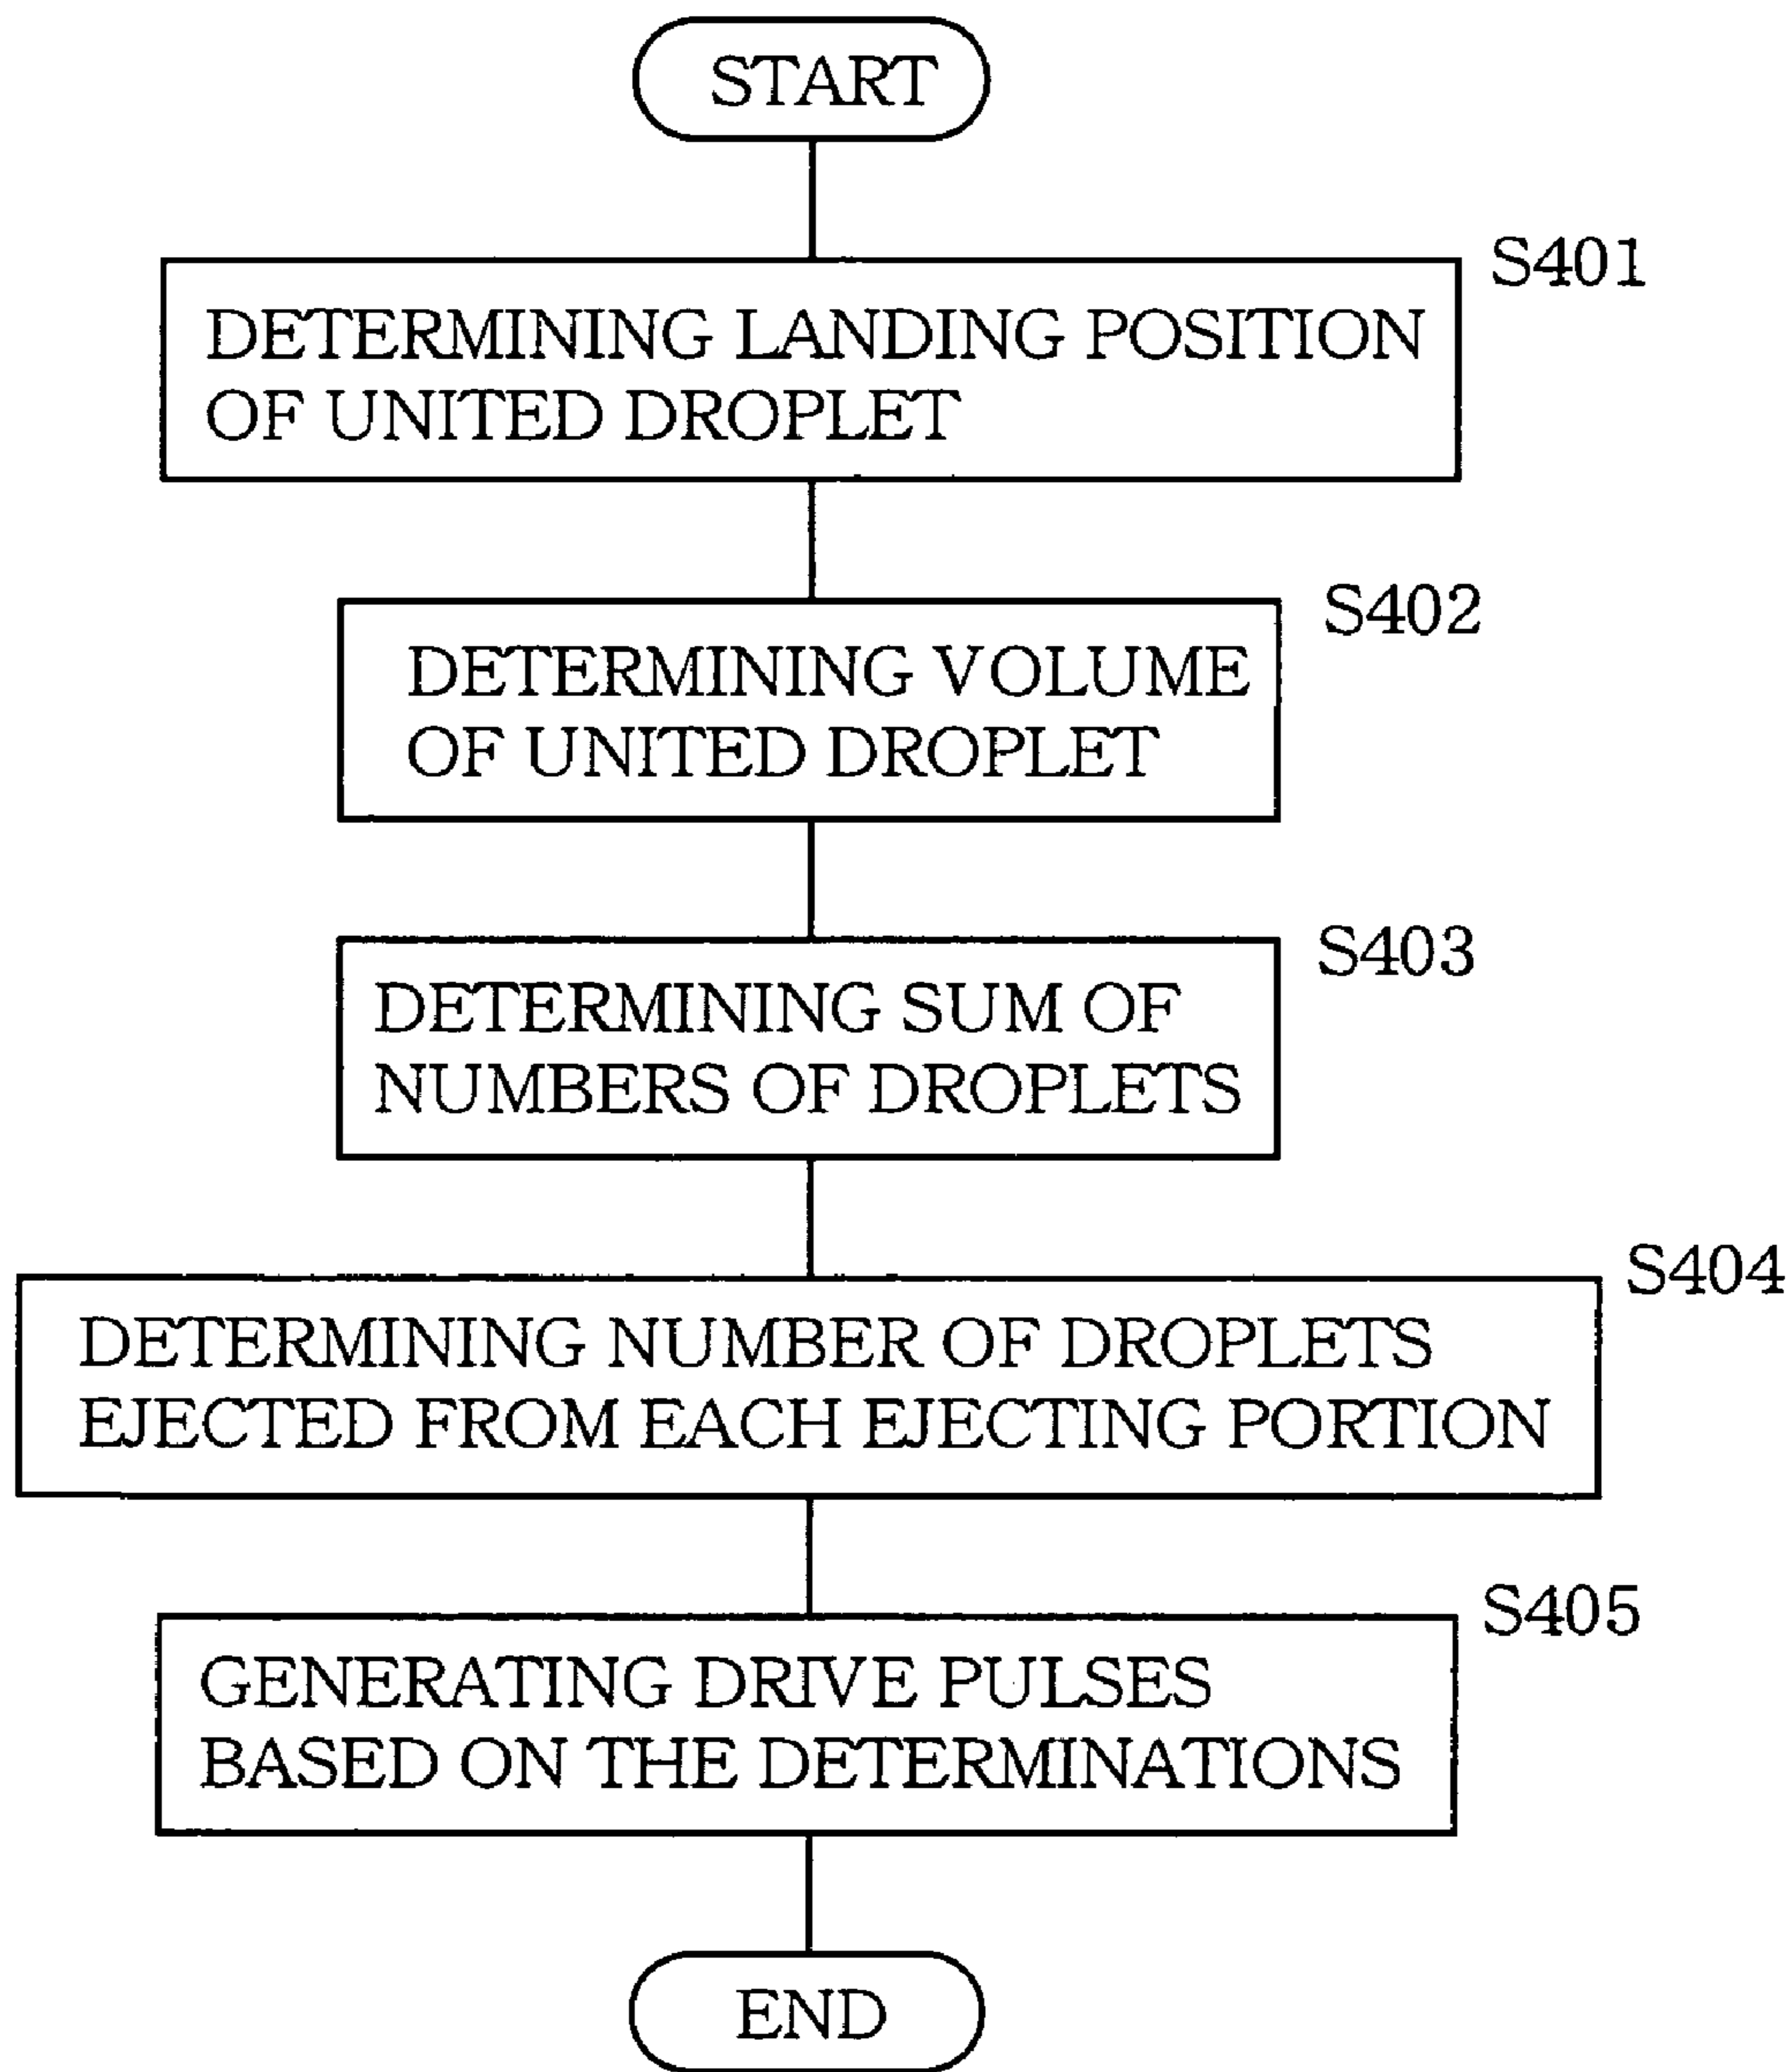 START
S401
DETERMINING LANDING POSITION
OF UNITED DROPLET
S402
DETERMINING VOLUME
OF UNITED DROPLET
S403
DETERMINING SUM OF
NUMBERS OF DROPLETS
S404
DETERMINING NUMBER OF DROPLETS
EJECTED FROM EACH EJECTING PORTION
S405
GENERATING DRIVE PULSES
BASED ON THE DETERMINATIONS
END